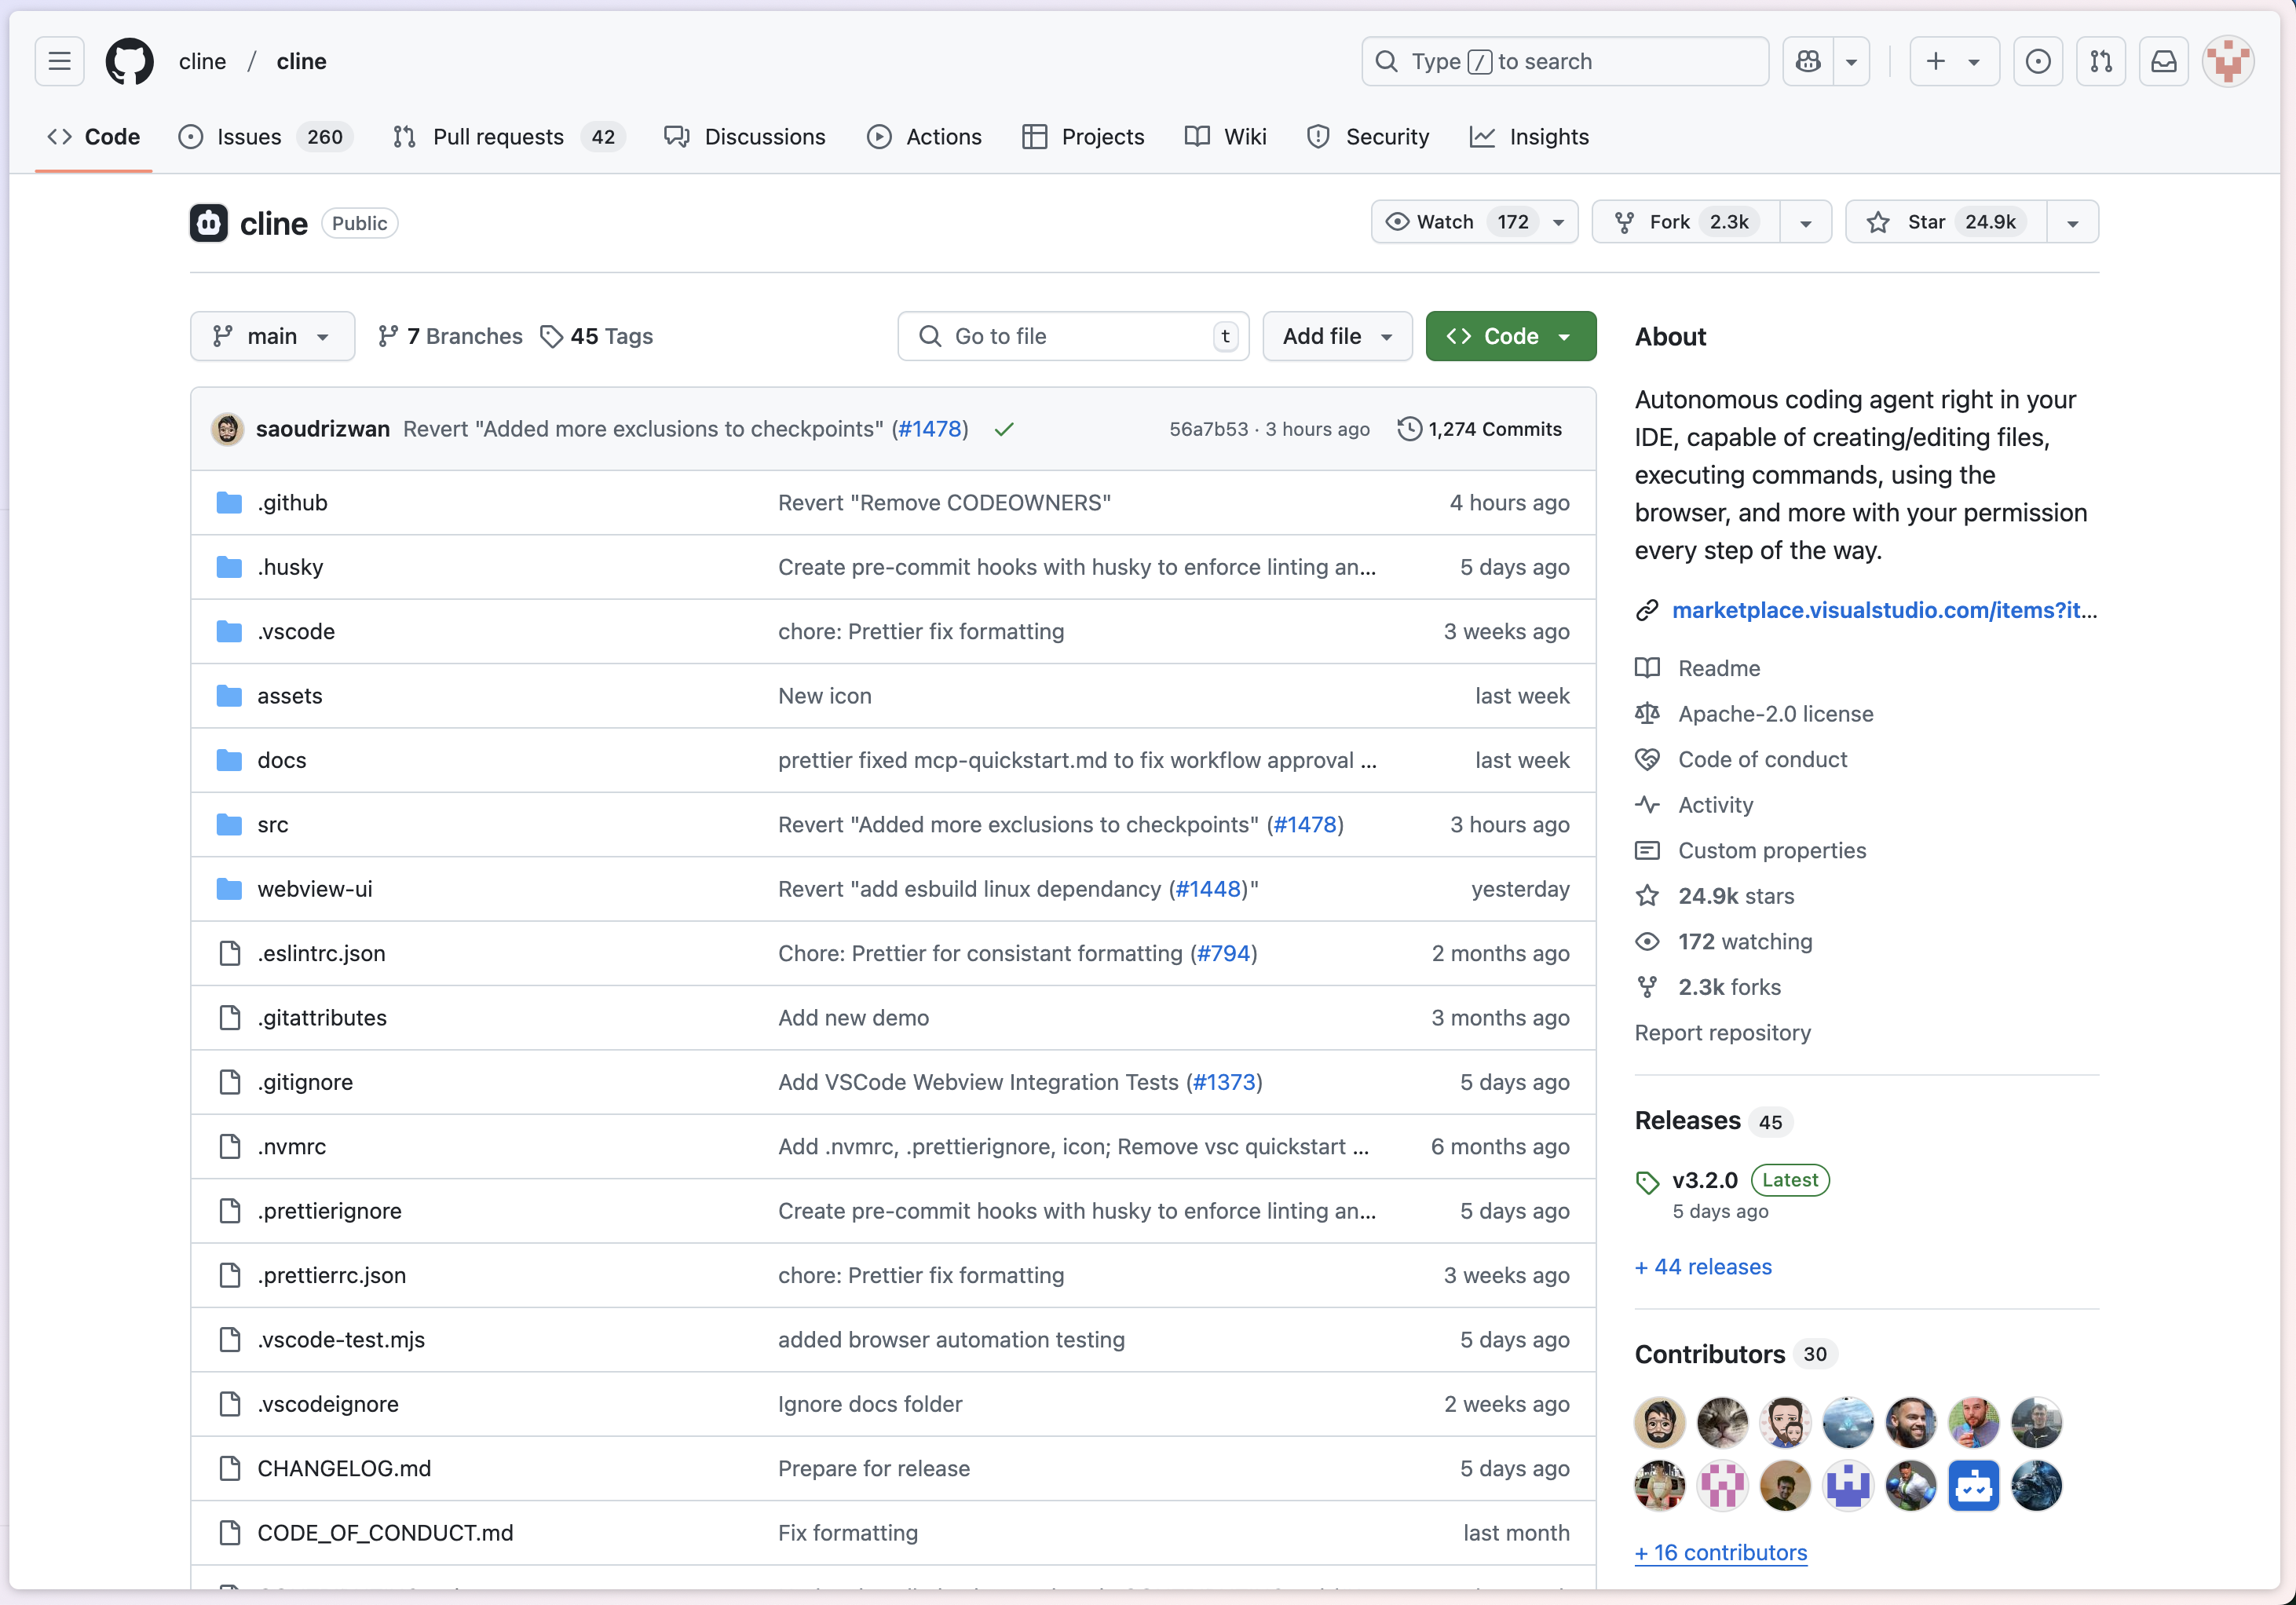 cline / cline
Type / to search
Code
Issues 260
Pull requests 42
Discussions
Actions
Projects
Wiki
Security
Insights
cline Public
Watch 172
Fork 2.3k
Star 24.9k
main
7 Branches
45 Tags
Go to file t
Add file
Code
saoudrizwan Revert "Added more exclusions to checkpoints" (#1478)
56a7b53 · 3 hours ago
1,274 Commits
.github Revert "Remove CODEOWNERS" 4 hours ago
.husky Create pre-commit hooks with husky to enforce linting an... 5 days ago
.vscode chore: Prettier fix formatting 3 weeks ago
assets New icon last week
docs prettier fixed mcp-quickstart.md to fix workflow approval ... last week
src Revert "Added more exclusions to checkpoints" (#1478) 3 hours ago
webview-ui Revert "add esbuild linux dependancy (#1448)" yesterday
.eslintrc.json Chore: Prettier for consistant formatting (#794) 2 months ago
.gitattributes Add new demo 3 months ago
.gitignore Add VSCode Webview Integration Tests (#1373) 5 days ago
.nvmrc Add .nvmrc, .prettierignore, icon; Remove vsc quickstart ... 6 months ago
.prettierignore Create pre-commit hooks with husky to enforce linting an... 5 days ago
.prettierrc.json chore: Prettier fix formatting 3 weeks ago
.vscode-test.mjs added browser automation testing 5 days ago
.vscodeignore Ignore docs folder 2 weeks ago
CHANGELOG.md Prepare for release 5 days ago
CODE_OF_CONDUCT.md Fix formatting last month
About
Autonomous coding agent right in your
IDE, capable of creating/editing files,
executing commands, using the
browser, and more with your permission
every step of the way.
marketplace.visualstudio.com/items?it...
Readme
Apache-2.0 license
Code of conduct
Activity
Custom properties
24.9k stars
172 watching
2.3k forks
Report repository
Releases 45
v3.2.0 Latest
5 days ago
+ 44 releases
Contributors 30
+ 16 contributors